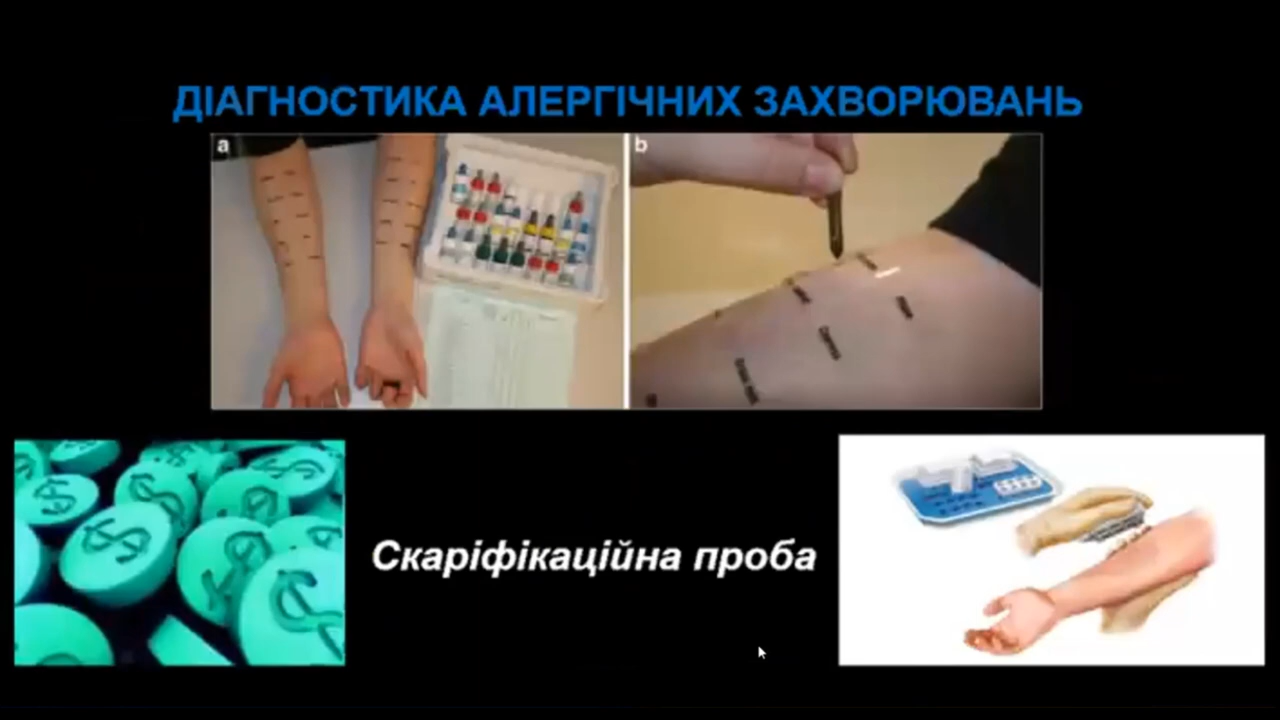 ДІАГНОСТИКА АЛЕРГІЧНИХ ЗАХВОРЮВАНЬ
a
b
Скаріфікаційна проба